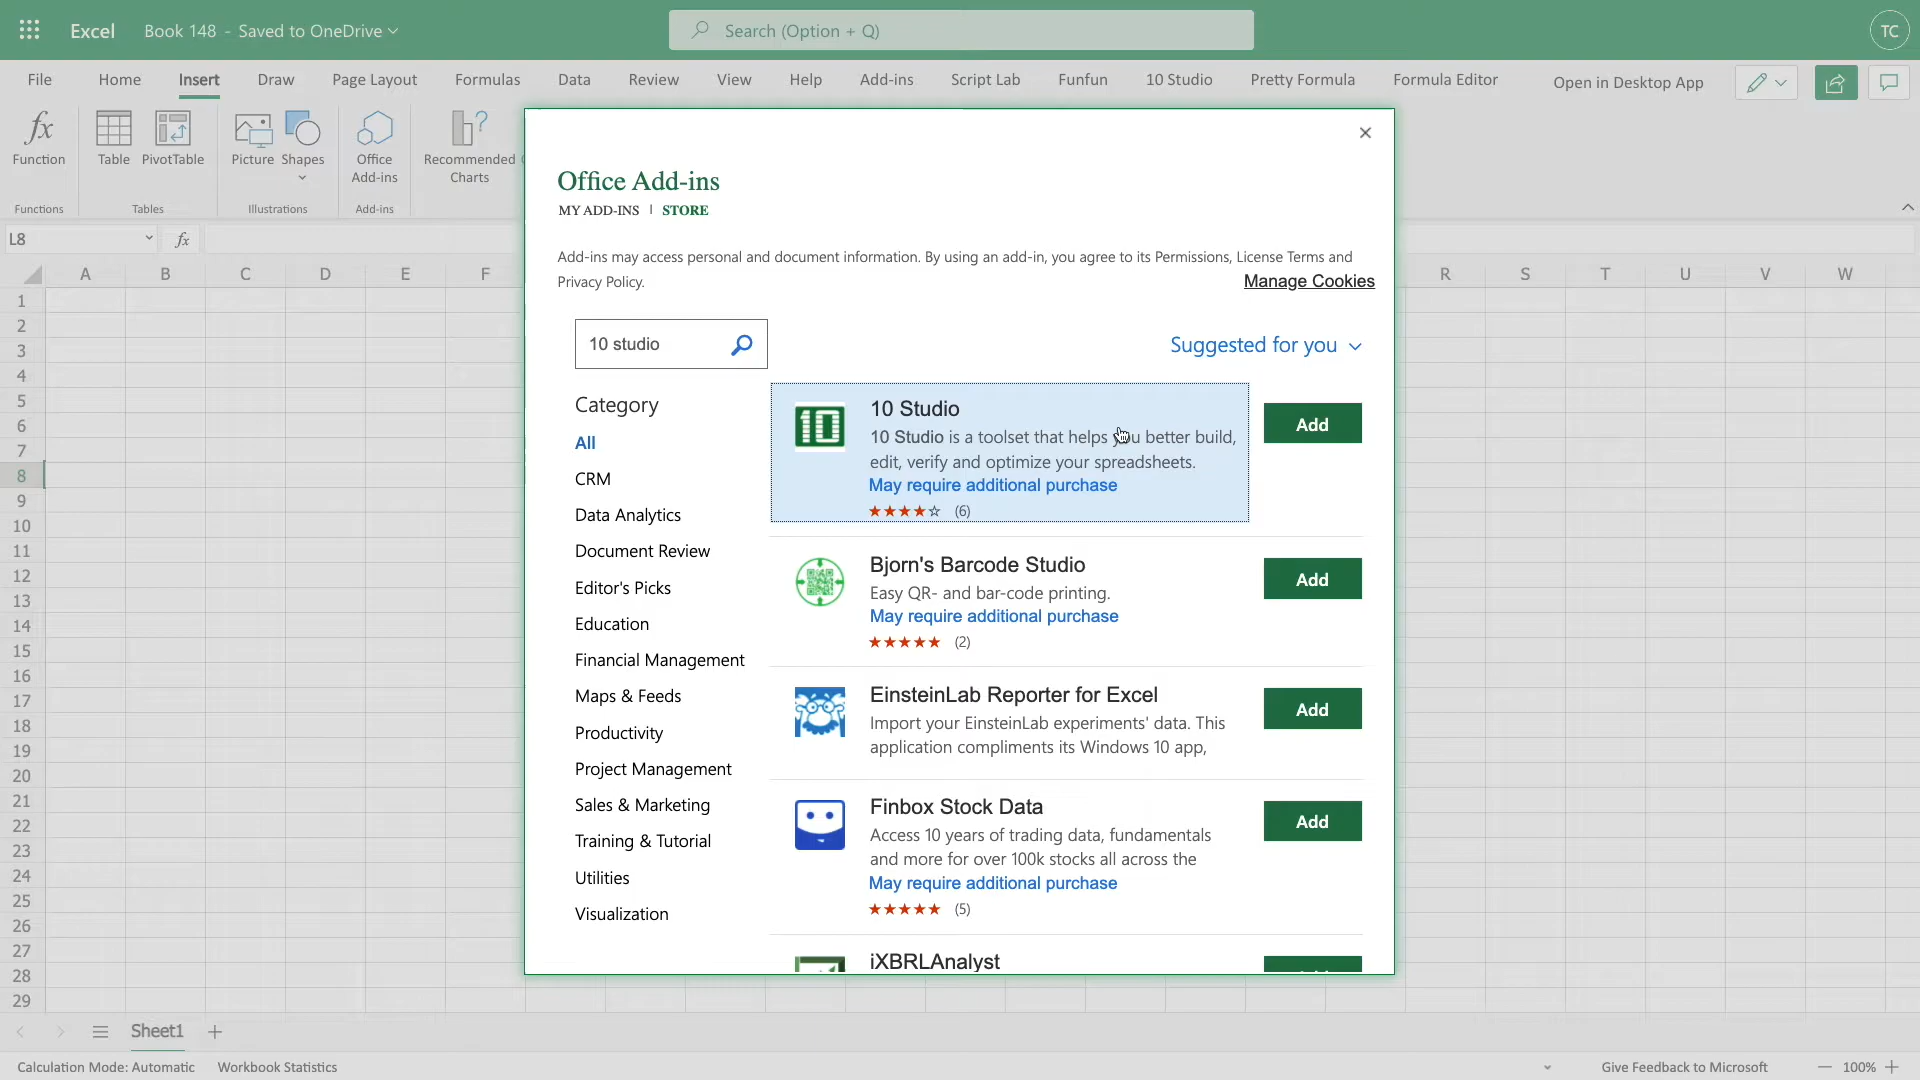 Excel
Book 148 - Saved to OneDrive
Search (Option + Q)
TC
File Home Insert Draw Page Layout Formulas Data Review View Help Add-ins Script Lab Funfun 10 Studio Pretty Formula Formula Editor Open in Desktop App
fx
Function
Functions
Table PivotTable
Tables
Picture Shapes
Illustrations
Office
Add-ins
Add-ins
Recommended
Charts
L8
fx
A B C D E F R S T U V W
1
2
3
4
5
6
7
8
9
10
11
12
13
14
15
16
17
18
19
20
21
22
23
24
25
26
27
28
29
Office Add-ins
MY ADD-INS | STORE
Add-ins may access personal and document information. By using an add-in, you agree to its Permissions, License Terms and
Privacy Policy.
Manage Cookies
10 studio
Suggested for you
Category
All
CRM
Data Analytics
Document Review
Editor's Picks
Education
Financial Management
Maps & Feeds
Productivity
Project Management
Sales & Marketing
Training & Tutorial
Utilities
Visualization
10
10 Studio
10 Studio is a toolset that helps you better build,
edit, verify and optimize your spreadsheets.
May require additional purchase
(6)
Add
Bjorn's Barcode Studio
Easy QR- and bar-code printing.
May require additional purchase
(2)
Add
EinsteinLab Reporter for Excel
Import your EinsteinLab experiments' data. This
application compliments its Windows 10 app,
Add
Finbox Stock Data
Access 10 years of trading data, fundamentals
and more for over 100k stocks all across the
May require additional purchase
(5)
Add
iXBRLAnalyst
Sheet1
Calculation Mode: Automatic Workbook Statistics
Give Feedback to Microsoft
100%